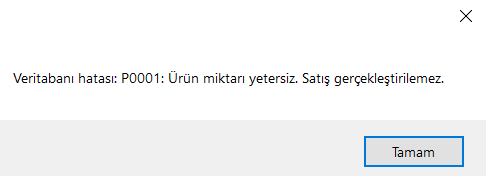 Veritabanı hatası: P0001: Ürün miktarı yetersiz. Satış gerçekleştirilemez.
Tamam